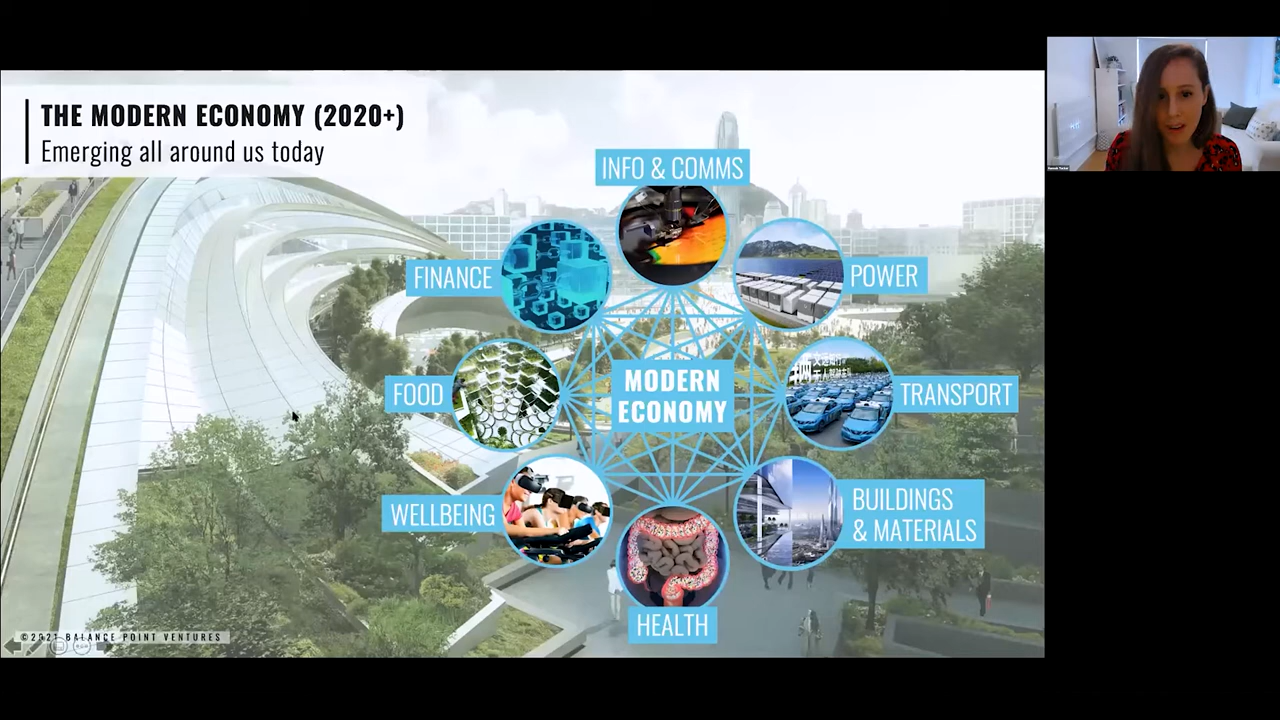 THE MODERN ECONOMY (2020+)
Emerging all around us today
INFO & COMMS
FINANCE
POWER
FOOD
MODERN
ECONOMY
TRANSPORT
WELLBEING
BUILDINGS
& MATERIALS
HEALTH
©2021 BALANCE POINT VENTURES